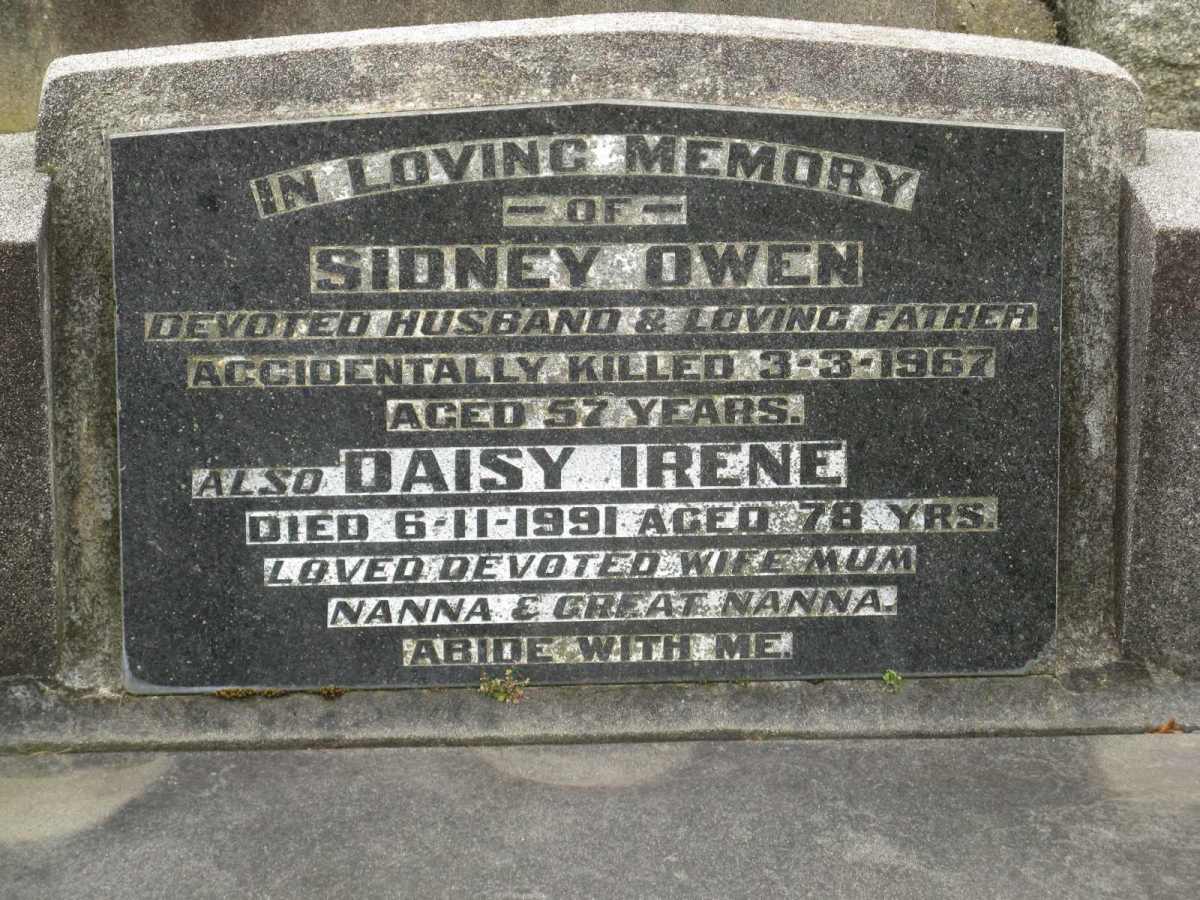 IN LOVING MEMORY
- OF -
SIDNEY OWEN
DEVOTED HUSBAND & LOVING FATHER
ACCIDENTALLY KILLED 3-3-1967
AGED 57 YEARS.
ALSO DAISY IRENE
DIED 6-11-1991 AGED 78 YRS.
LOVED DEVOTED WIFE MUM
NANNA & GREAT NANNA.
ABIDE WITH ME.